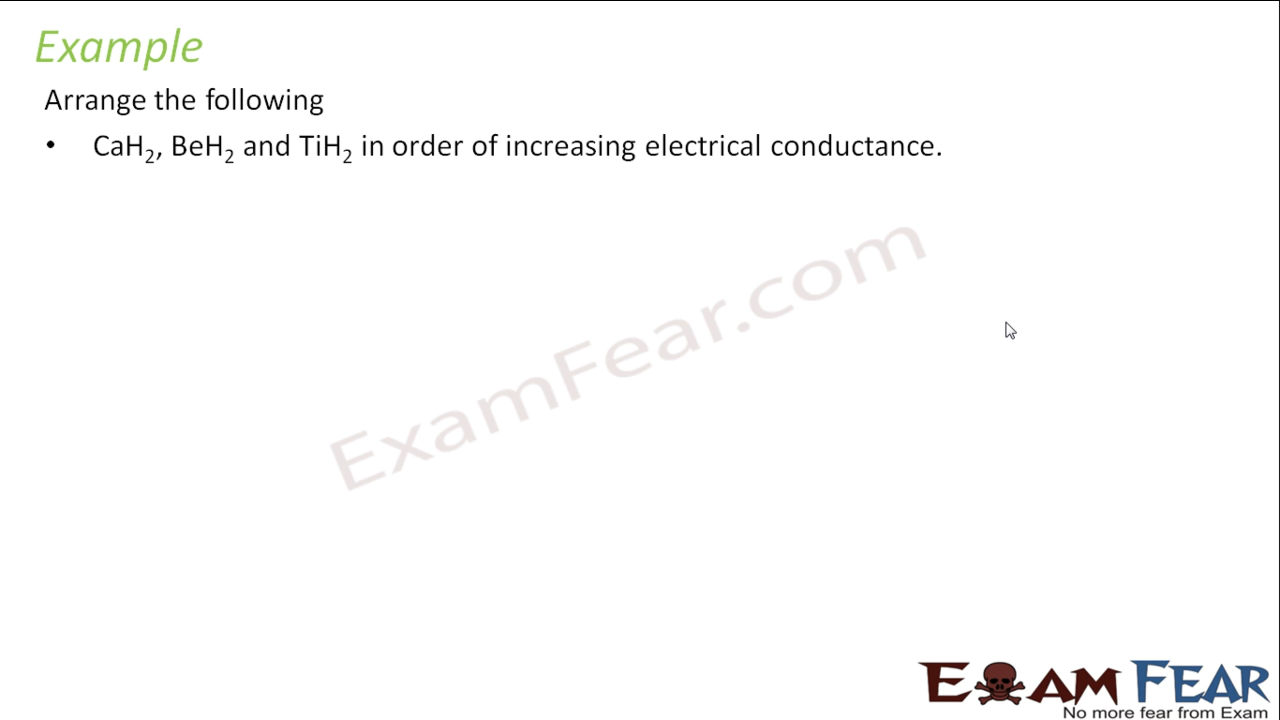 Example
Arrange the following
• CaH₂, BeH₂ and TiH₂ in order of increasing electrical conductance.
ExamFear.com
EXAM FEAR
No more fear from Exam